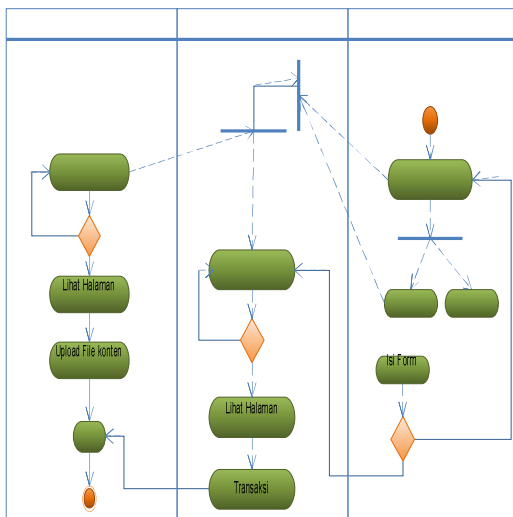 Lihat Halaman
Upload File konten
Lihat Halaman
Transaksi
Isi Form